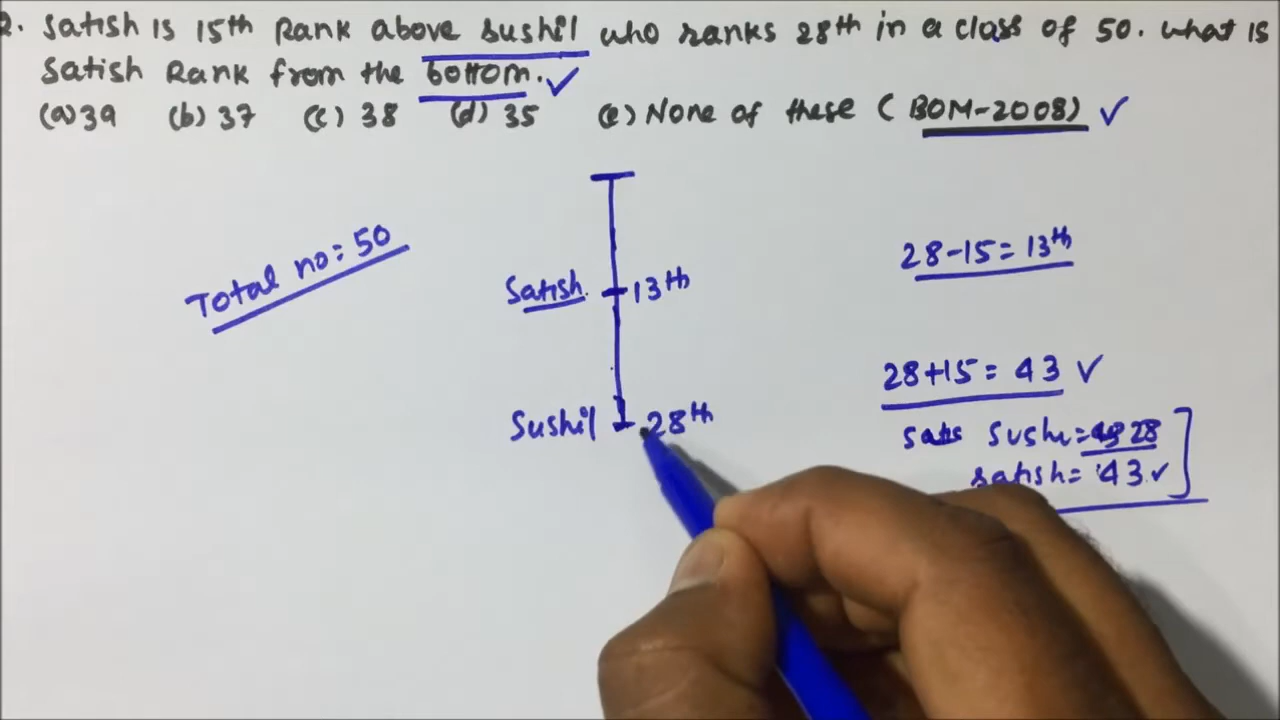 2. Satish is 15th Rank above Sushil who ranks 28th in a class of 50. What is
Satish Rank from the bottom.
(a) 39 (b) 37 (c) 38 (d) 35 (e) None of these (BOM-2008)
Total no: 50
Satish 13th
Sushil 28th
28-15= 13th
28+15= 43
Sushi= 28
Satish= 43